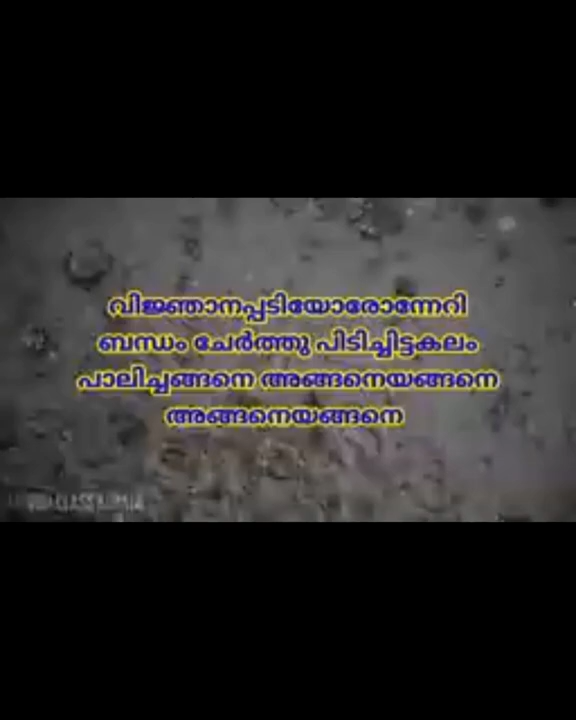 വിജ്ഞാനപ്പടിയോരോന്നേറി
ബന്ധം ചേർത്തു പിടിച്ചിട്ടകലം
പാലിച്ചങ്ങനെ അങ്ങനെയങ്ങനെ
അങ്ങനെയങ്ങനെ